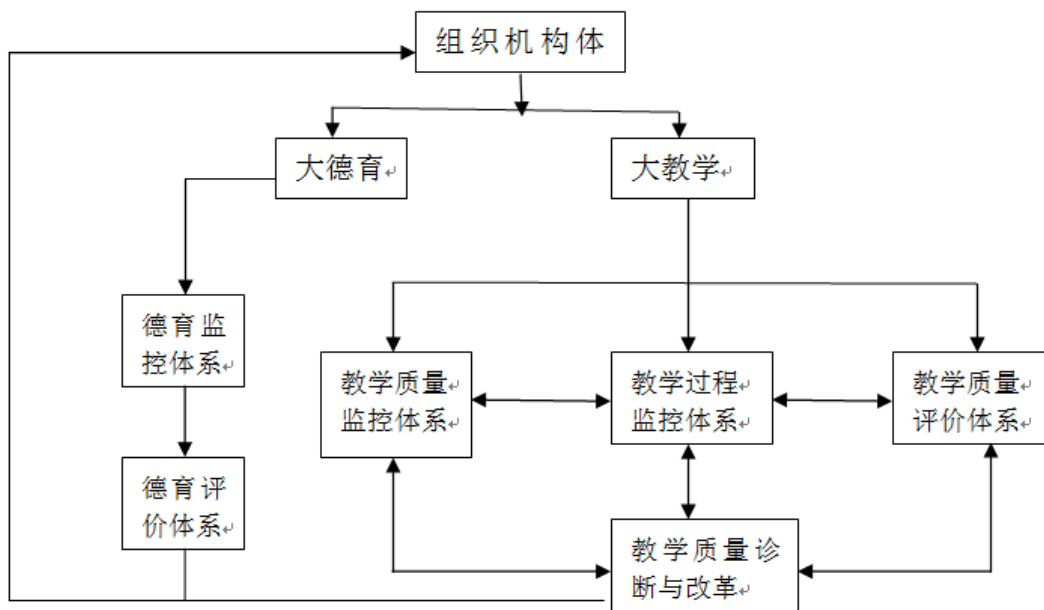 组织机构体
大德育
大教学
德育监
控体系
教学质量
监控体系
教学过程
监控体系
教学质量
评价体系
德育评
价体系
教学质量诊
断与改革